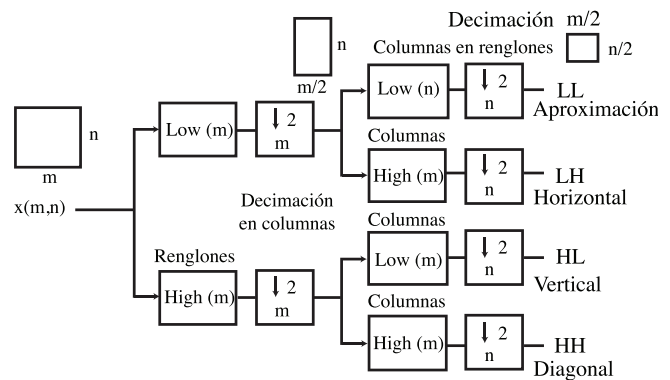 Decimación m/2
n
Columnas en renglones
n/2
m/2
Low (n)
↓ 2
n
LL
Aproximación
n
m
Low (m)
↓ 2
m
Columnas
High (m)
↓ 2
n
LH
Horizontal
x(m,n)
Decimación
en columnas
Columnas
Low (m)
↓ 2
n
HL
Vertical
Renglones
High (m)
↓ 2
m
Columnas
High (m)
↓ 2
n
HH
Diagonal